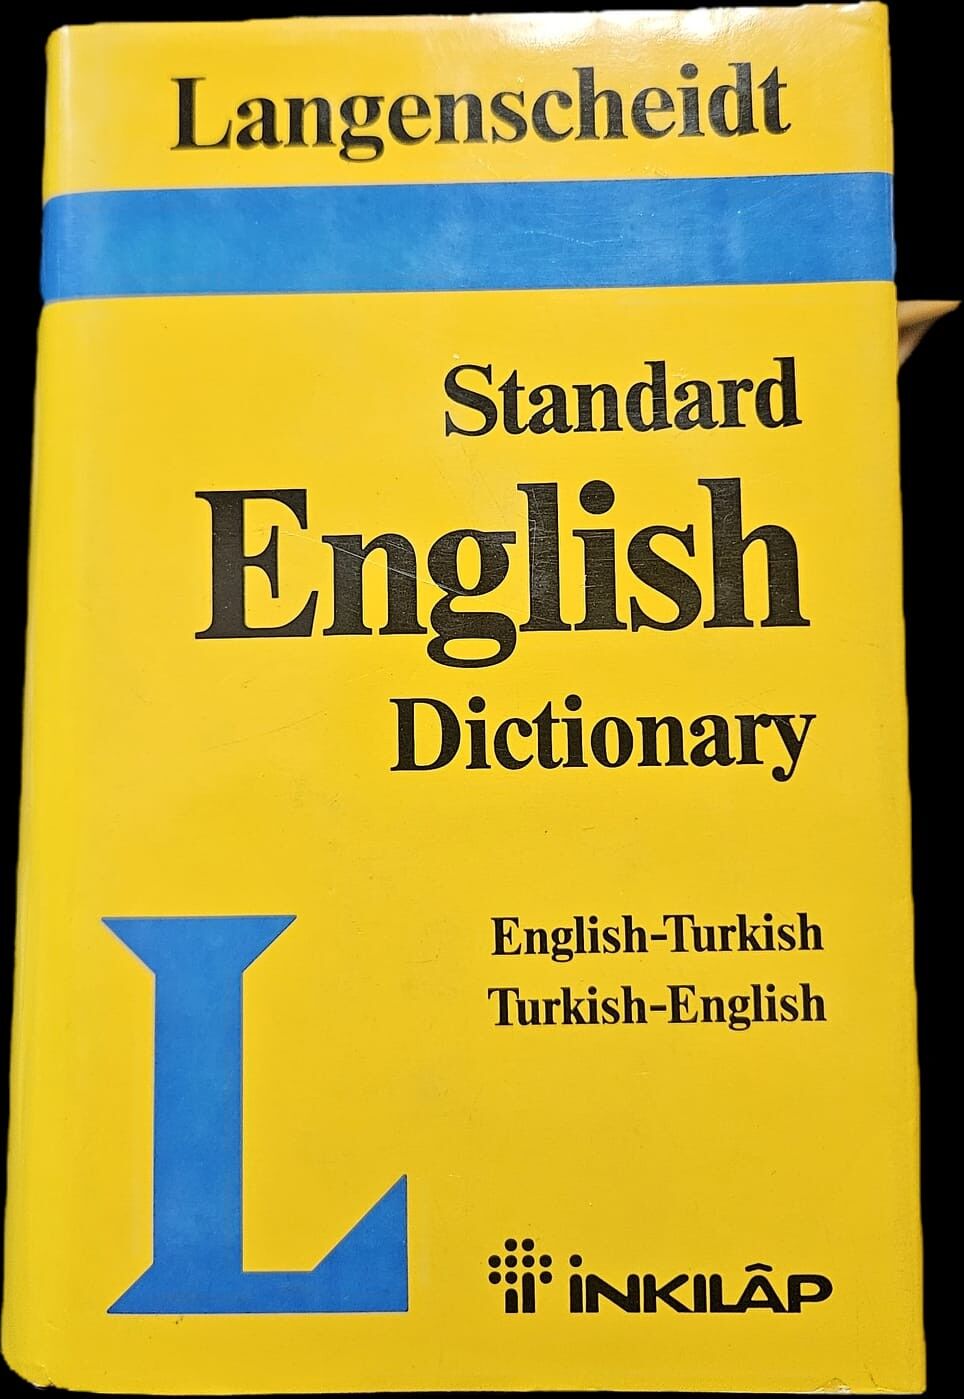 Langenscheidt
Standard
English
Dictionary
English-Turkish
Turkish-English
L
İNKILÂP